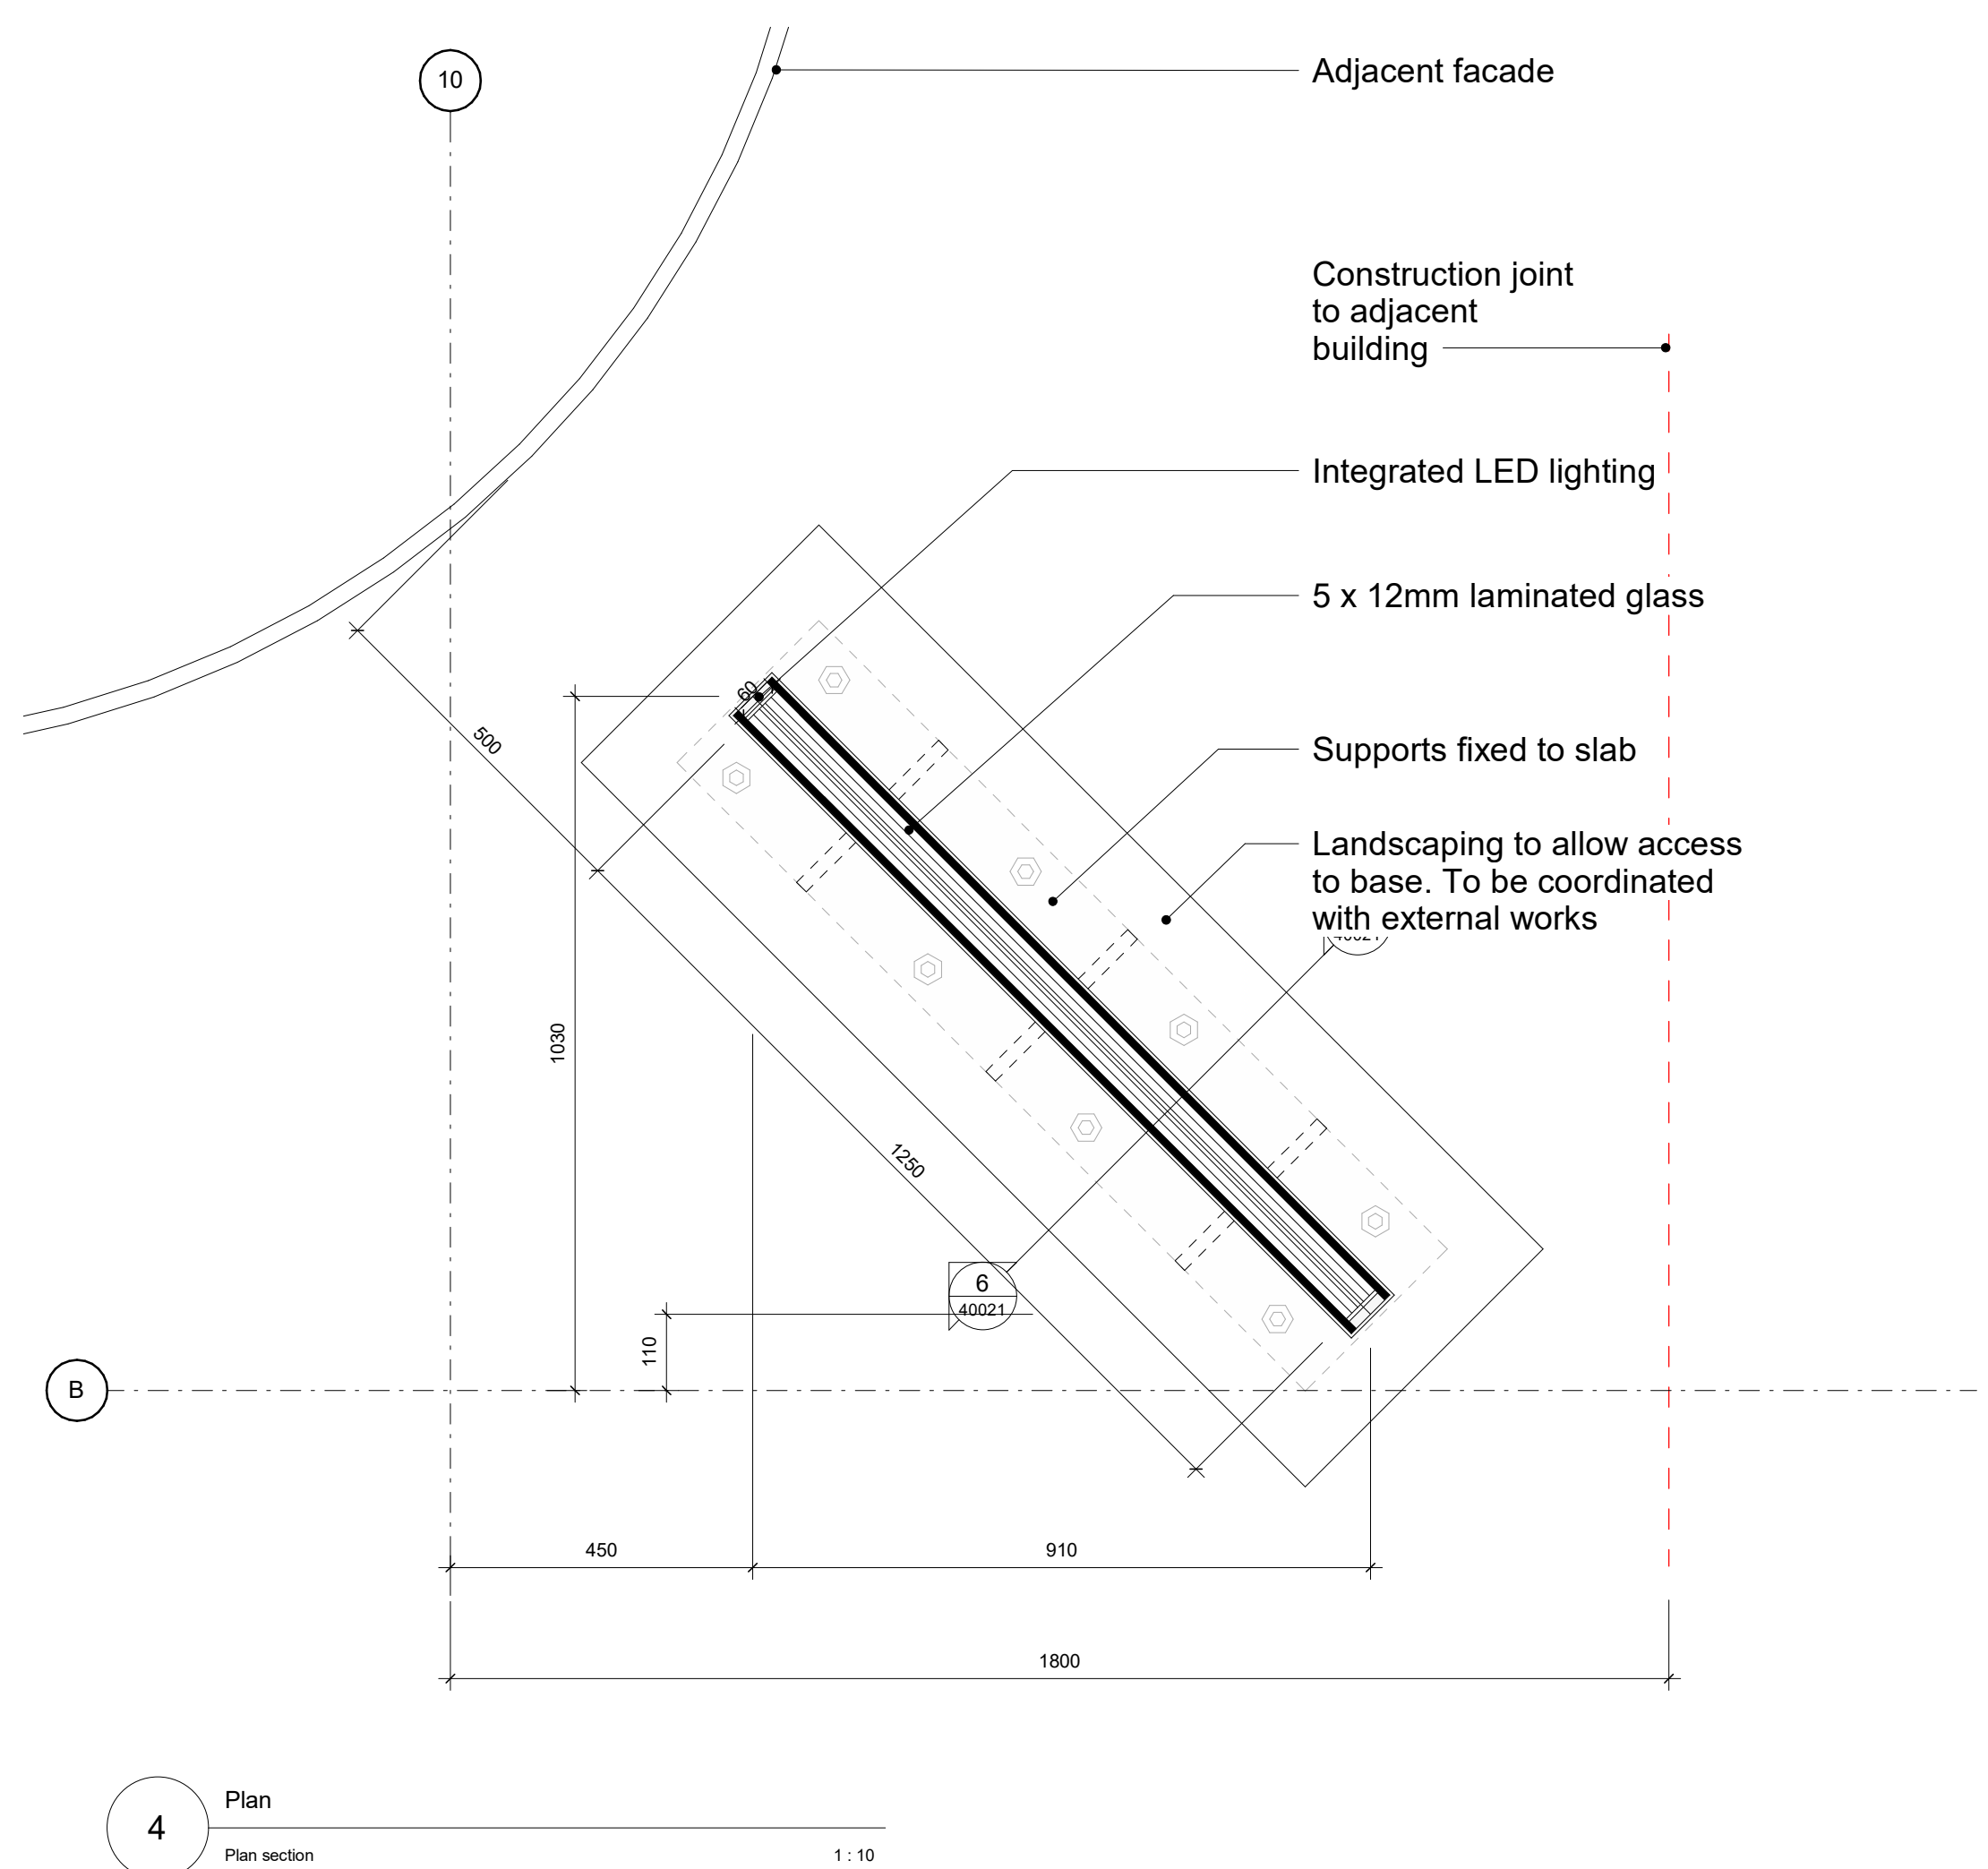 10
Adjacent facade
Construction joint
to adjacent
building
Integrated LED lighting
5 x 12mm laminated glass
60
500
Supports fixed to slab
Landscaping to allow access
to base. To be coordinated
with external works
40021
1030
1250
6
40021
110
B
450
910
1800
4
Plan
Plan section
1 : 10